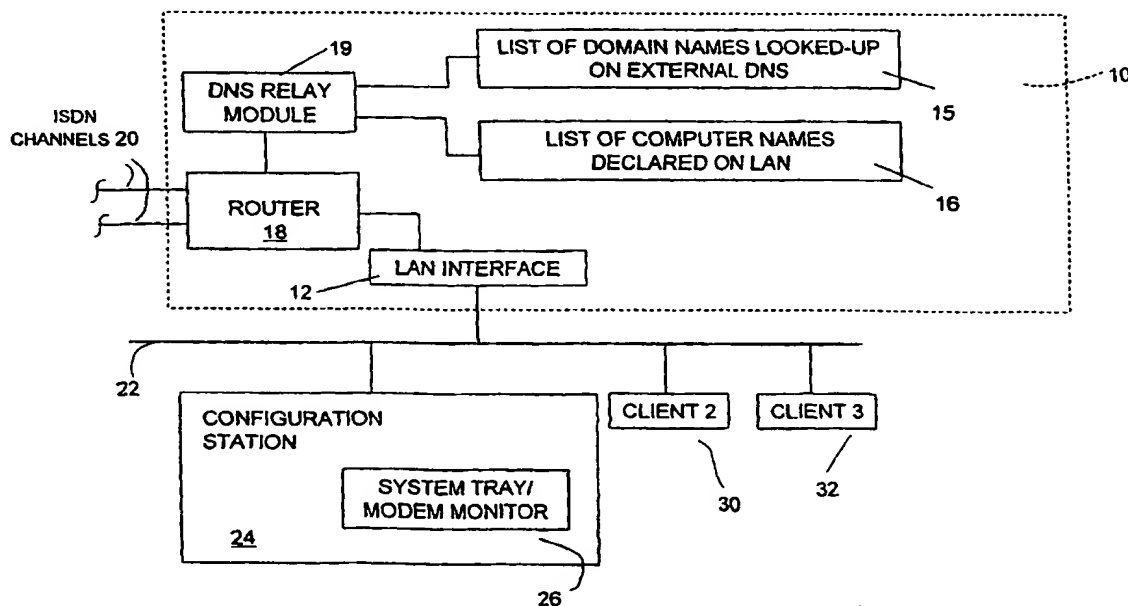 19
DNS RELAY
MODULE
LIST OF DOMAIN NAMES LOOKED-UP
ON EXTERNAL DNS
15
10
ISDN
CHANNELS 20
LIST OF COMPUTER NAMES
DECLARED ON LAN
16
ROUTER
18
LAN INTERFACE
12
22
CONFIGURATION
STATION
CLIENT 2
CLIENT 3
30
32
SYSTEM TRAY/
MODEM MONITOR
24
26